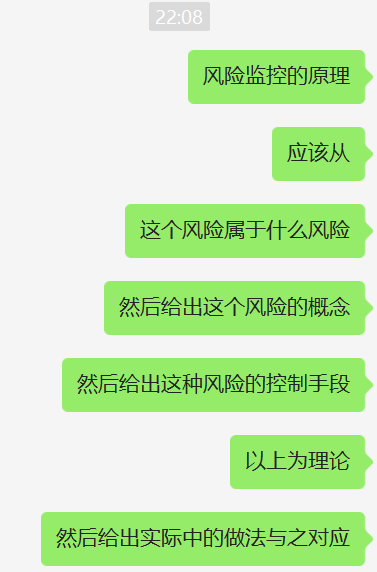 22:08
风险监控的原理
应该从
这个风险属于什么风险
然后给出这个风险的概念
然后给出这种风险的控制手段
以上为理论
然后给出实际中的做法与之对应